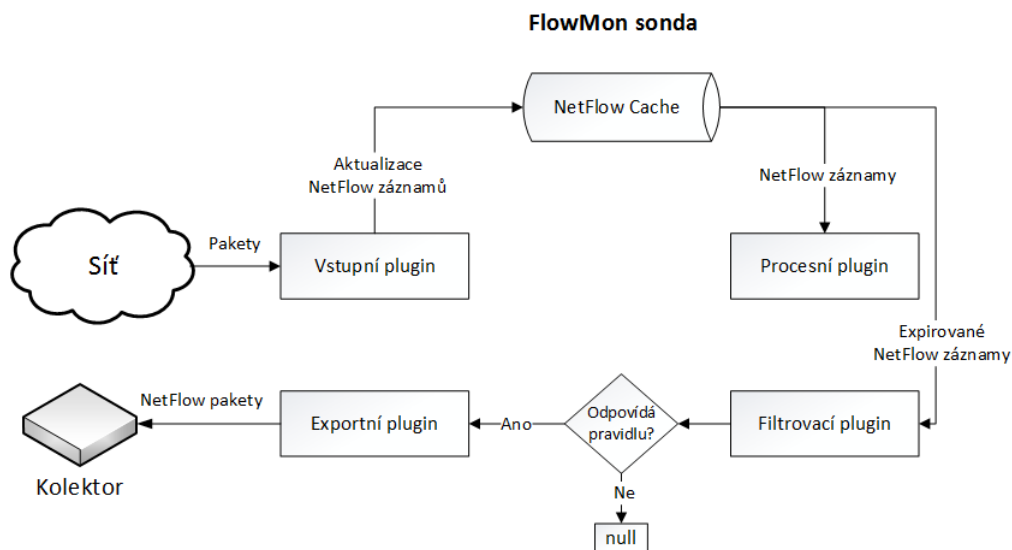 FlowMon sonda
NetFlow Cache
Aktualizace
NetFlow záznamů
NetFlow záznamy
Pakety
Síť
Vstupní plugin
Procesní plugin
Expirované
NetFlow záznamy
NetFlow pakety
Exportní plugin
Ano
Odpovídá
pravidlu?
Filtrovací plugin
Kolektor
Ne
null